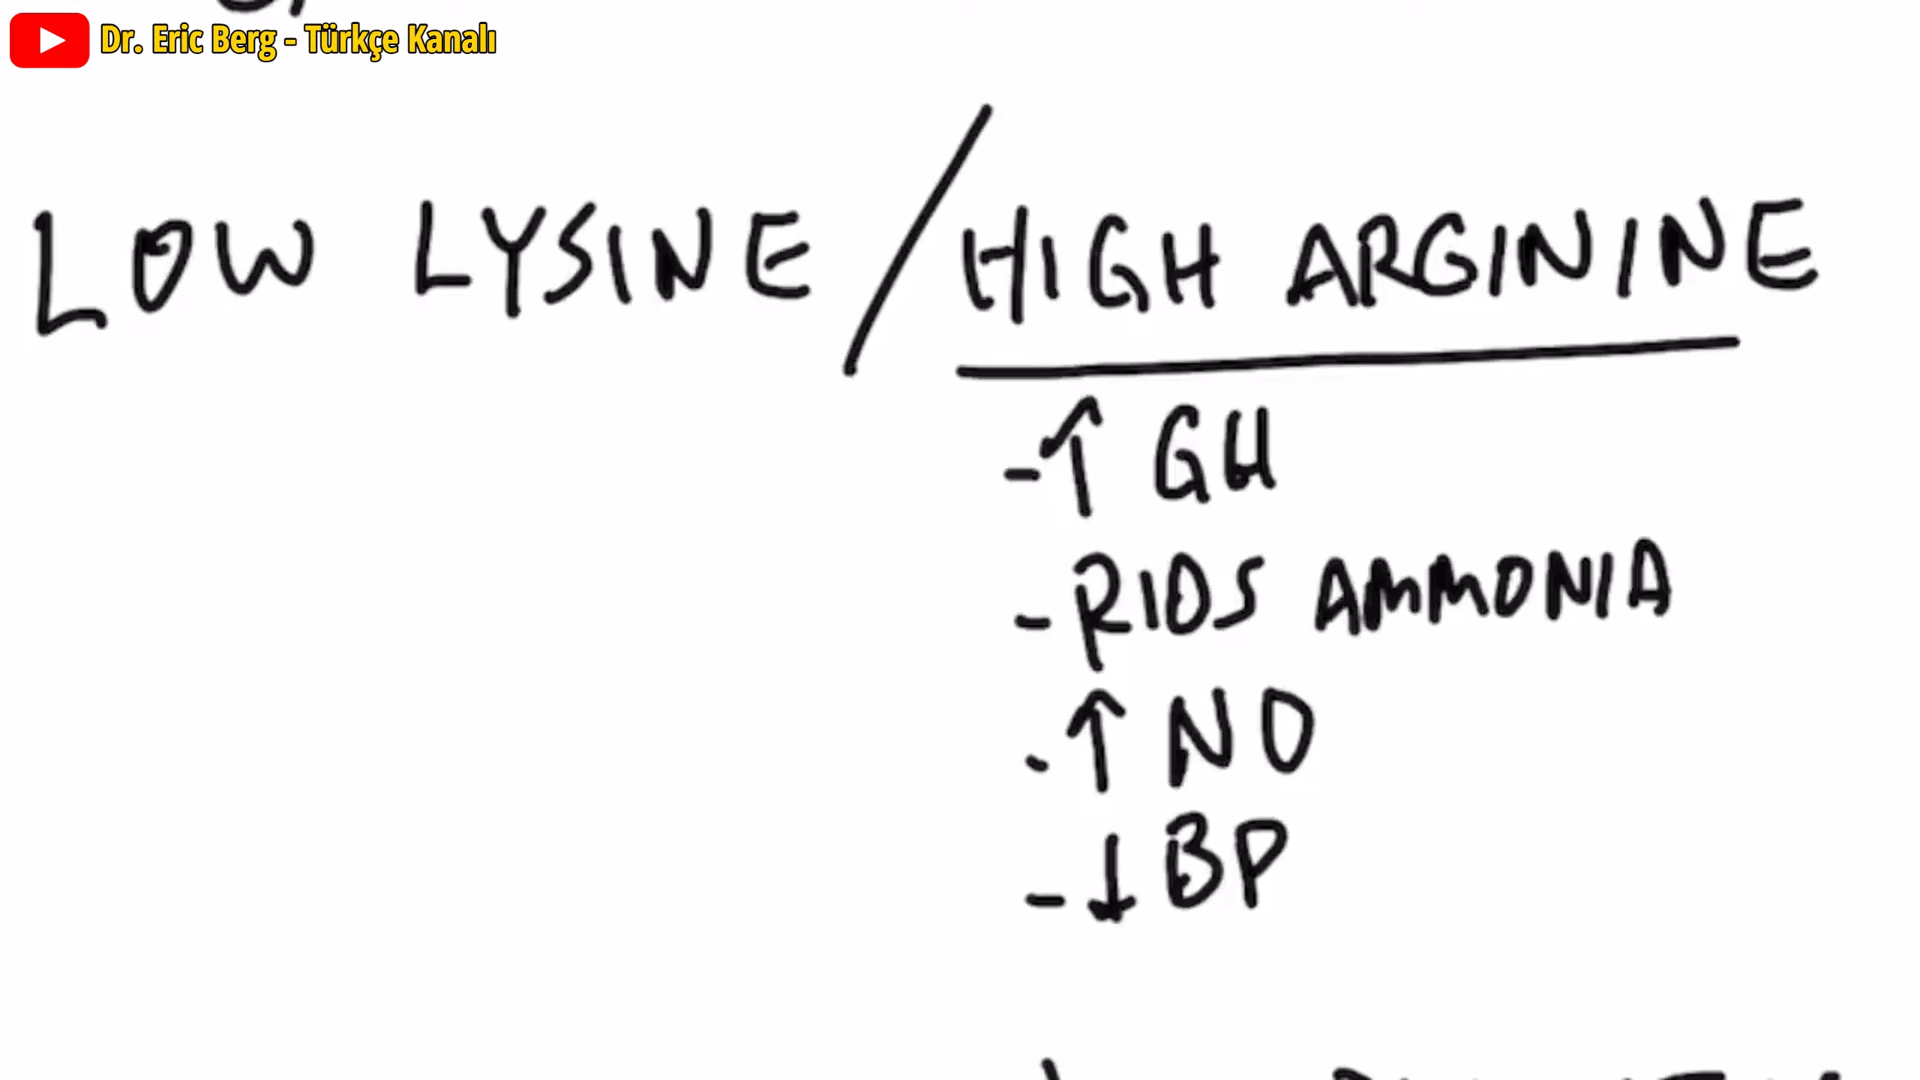 Dr. Eric Berg - Türkçe Kanalı
LOW LYSINE / HIGH ARGININE
-↑ GH
- RIDS AMMONIA
-↑ NO
-↓ BP